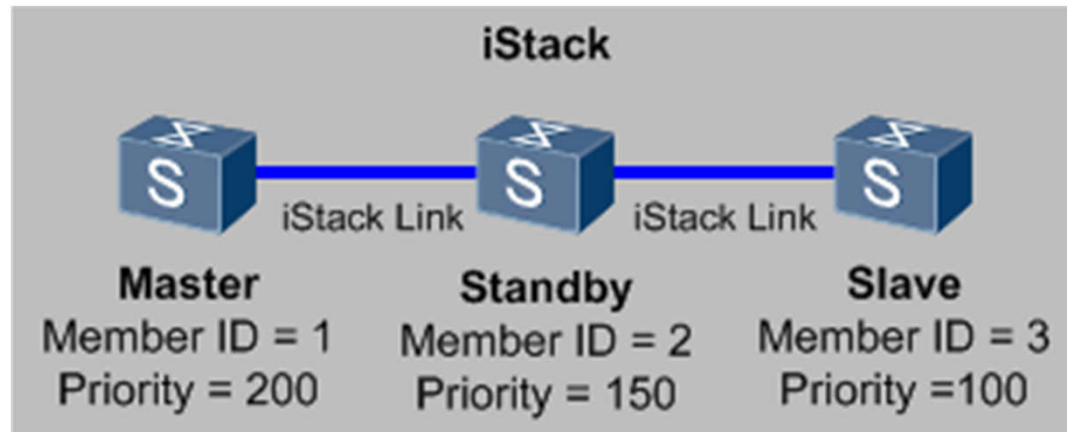 iStack
S S S
iStack Link iStack Link
Master Standby Slave
Member ID = 1 Member ID = 2 Member ID = 3
Priority = 200 Priority = 150 Priority =100